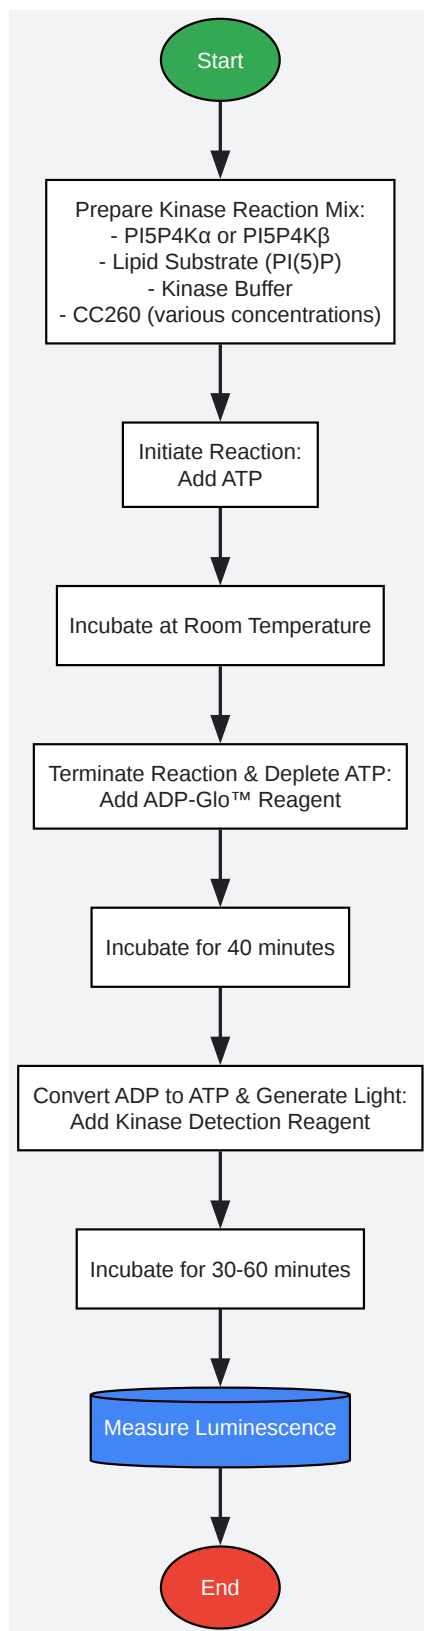 Start
Prepare Kinase Reaction Mix:
- PI5P4Kα or PI5P4Kβ
- Lipid Substrate (PI(5)P)
- Kinase Buffer
- CC260 (various concentrations)
Initiate Reaction:
Add ATP
Incubate at Room Temperature
Terminate Reaction & Deplete ATP:
Add ADP-Glo™ Reagent
Incubate for 40 minutes
Convert ADP to ATP & Generate Light:
Add Kinase Detection Reagent
Incubate for 30-60 minutes
Measure Luminescence
End